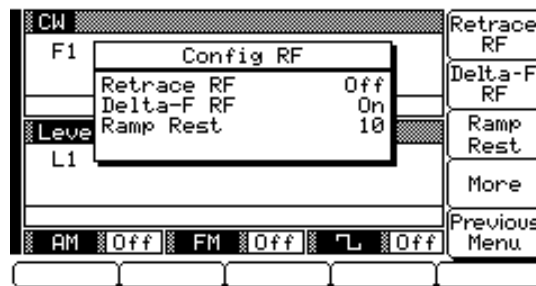 CW
F1
Config RF
Retrace RF Off
Delta-F RF On
Ramp Rest 10
Leve
L1
AM Off FM Off Off
Retrace
RF
Delta-F
RF
Ramp
Rest
More
Previous
Menu